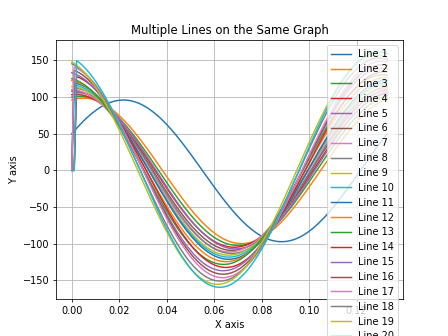 Multiple Lines on the Same Graph
Y axis
150
100
50
0
−50
−100
−150
0.00
0.02
0.04
0.06
0.08
0.10
X axis
Line 1
Line 2
Line 3
Line 4
Line 5
Line 6
Line 7
Line 8
Line 9
Line 10
Line 11
Line 12
Line 13
Line 14
Line 15
Line 16
Line 17
Line 18
Line 19
Line 20